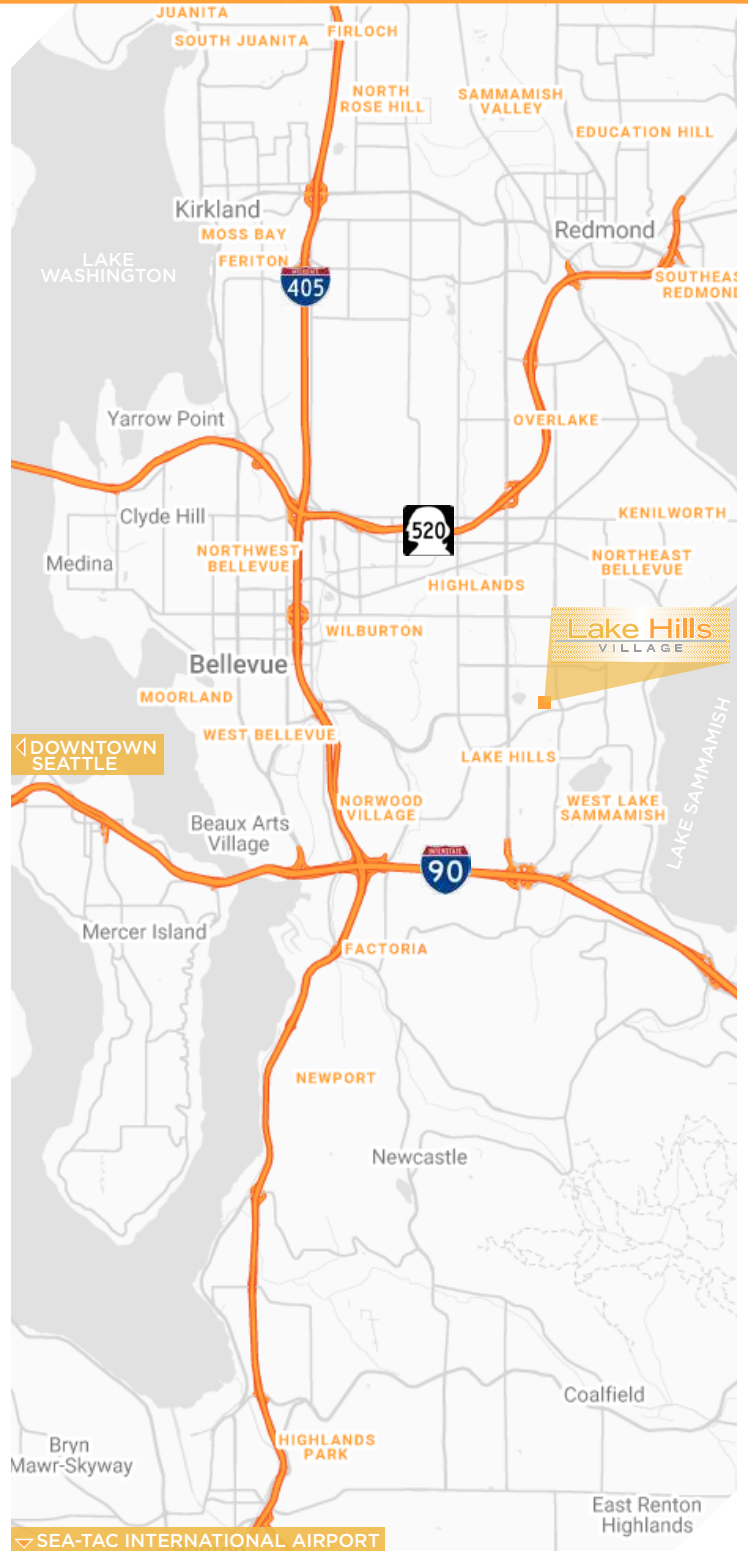 JUANITA
FIRLOCH
SOUTH JUANITA
NORTH
ROSE HILL
SAMMAMISH
VALLEY
EDUCATION HILL
Kirkland
MOSS BAY
FERITON
Redmond
LAKE
WASHINGTON
INTERSTATE
405
SOUTHEAS
REDMOND
Yarrow Point
OVERLAKE
Clyde Hill
520
KENILWORTH
Medina
NORTHWEST
BELLEVUE
NORTHEAST
BELLEVUE
HIGHLANDS
WILBURTON
Lake Hills
VILLAGE
Bellevue
MOORLAND
WEST BELLEVUE
DOWNTOWN
SEATTLE
LAKE HILLS
LAKE SAMMAMISH
NORWOOD
VILLAGE
WEST LAKE
SAMMAMISH
Beaux Arts
Village
INTERSTATE
90
Mercer Island
FACTORIA
NEWPORT
Newcastle
Coalfield
HIGHLANDS
PARK
Bryn
Mawr-Skyway
East Renton
Highlands
SEA-TAC INTERNATIONAL AIRPORT